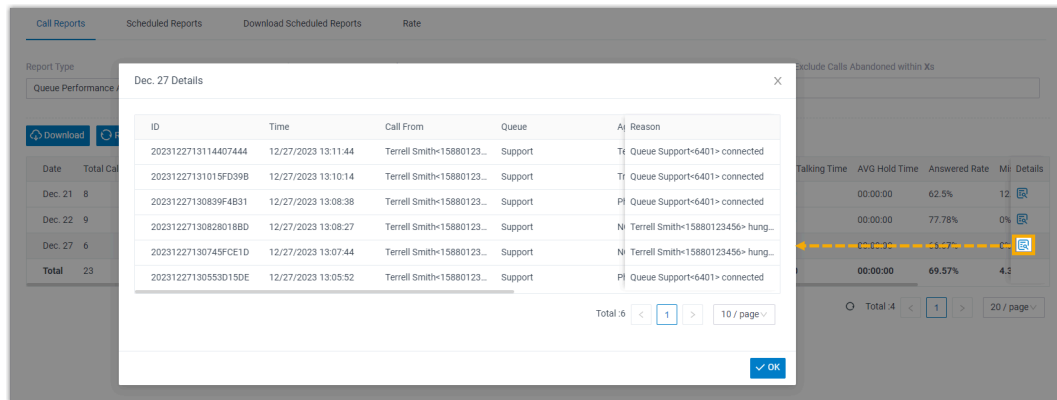 Call Reports Scheduled Reports Download Scheduled Reports Rate
Report Type Exclude Calls Abandoned within Xs
Queue Performance
Dec. 27 Details
Download
ID Time Call From Queue Reason
20231227113114407444 12/27/2023 13:11:44 Terrell Smith<15880123... Support Queue Support<6401> connected
20231227131015FD39B 12/27/2023 13:10:14 Terrell Smith<15880123... Support Queue Support<6401> connected
20231227130839F4B31 12/27/2023 13:08:38 Terrell Smith<15880123... Support Queue Support<6401> connected
20231227130828018BD 12/27/2023 13:08:27 Terrell Smith<15880123... Support Terrell Smith<15880123456> hung...
20231227130745FCE1D 12/27/2023 13:07:44 Terrell Smith<15880123... Support Terrell Smith<15880123456> hung...
20231227130553D15DE 12/27/2023 13:05:52 Terrell Smith<15880123... Support Queue Support<6401> connected
Date Total Talking Time AVG Hold Time Answered Rate Details
Dec. 21 8 00:00:00 62.5%
Dec. 22 9 00:00:00 77.78% 0%
Dec. 27 6
Total 23 00:00:00 69.57%
Total :6 < 1 > 10 / page
Total :4 < 1 > 20 / page
OK